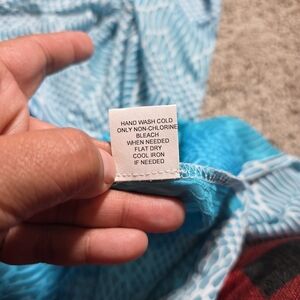 HAND WASH COLD
ONLY NON-CHLORINE
BLEACH
WHEN NEEDED
FLAT DRY
COOL IRON
IF NEEDED